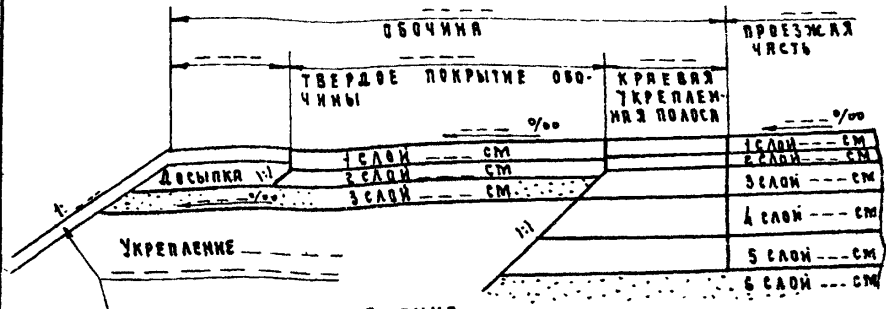 ОБОЧИНА
ПРОЕЗЖАЯ
ЧАСТЬ
ТВЕРДОЕ ПОКРЫТИЕ ОБО-
ЧИНЫ
КРАЕВАЯ
УКРЕПЛЕН-
НАЯ ПОЛОСА
‰
‰
1 СЛОЙ --- СМ
2 СЛОЙ --- СМ
3 СЛОЙ --- СМ
1 СЛОЙ --- СМ
2 СЛОЙ --- СМ
3 СЛОЙ --- СМ
4 СЛОЙ --- СМ
5 СЛОЙ --- СМ
6 СЛОЙ --- СМ
ДОСЫПКА 1:1
‰
1:
1:1
УКРЕПЛЕНИЕ